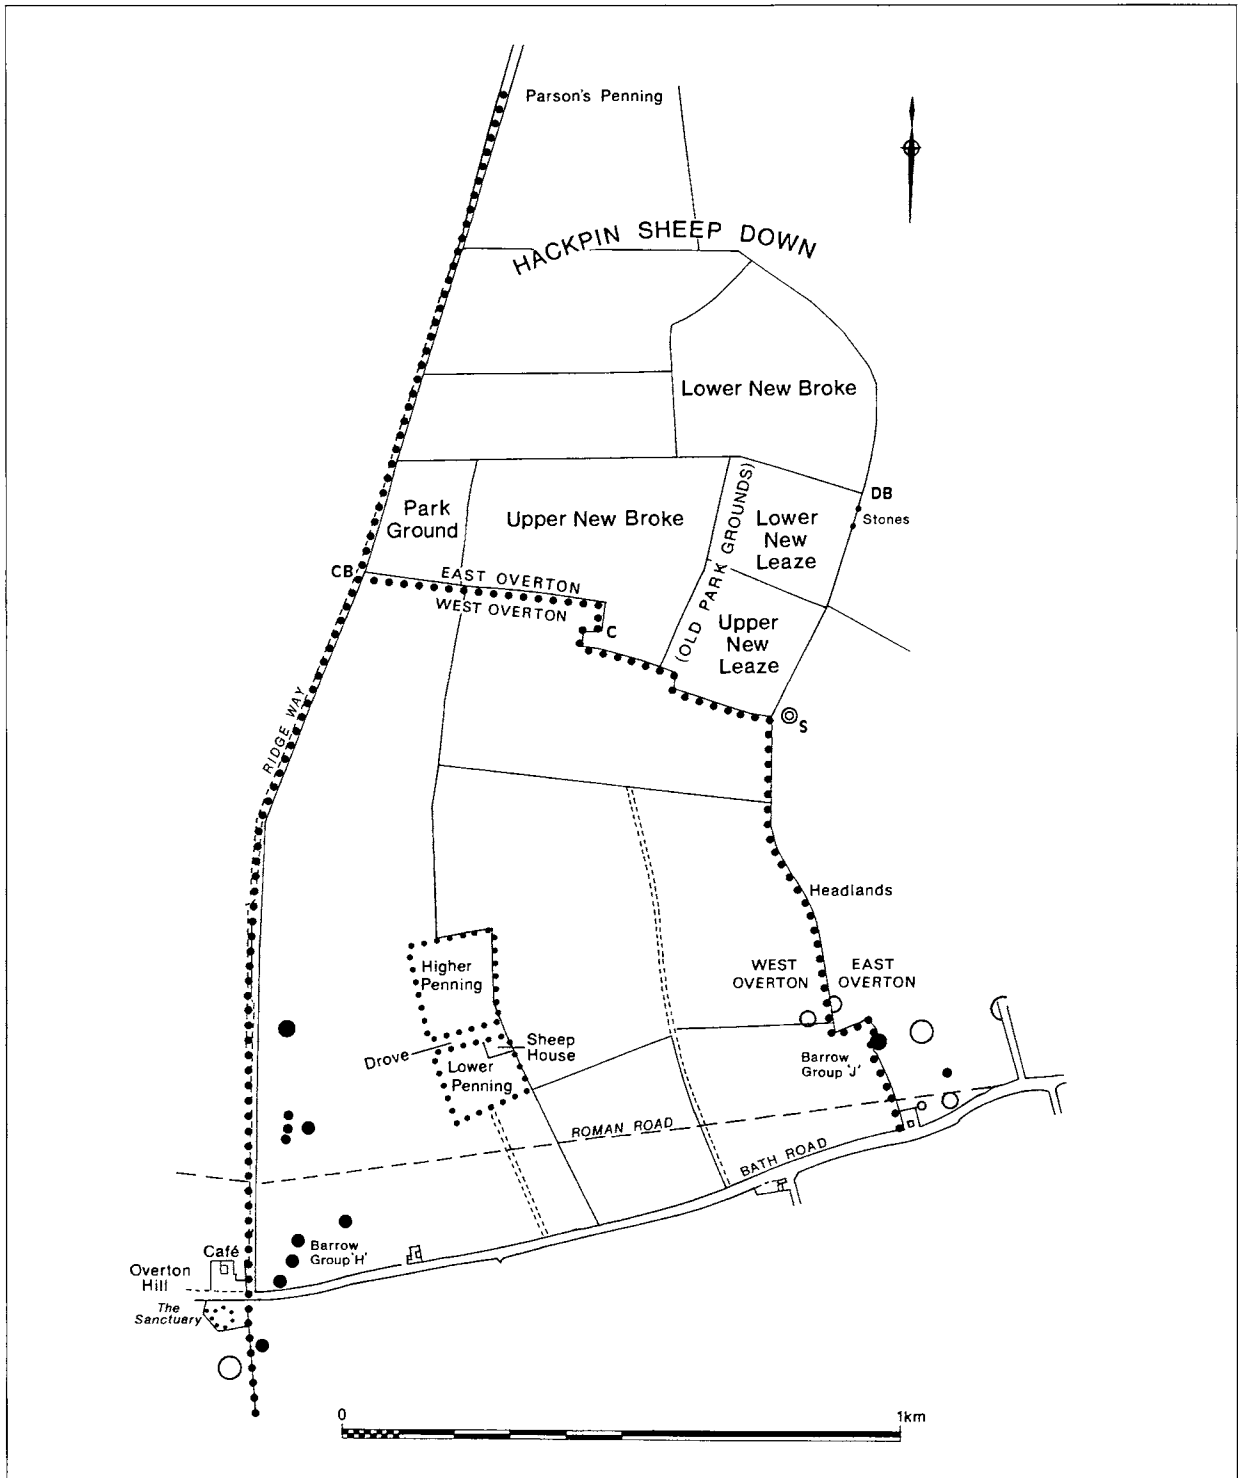 Parson's Penning
HACKPIN SHEEP DOWN
Lower New Broke
Park
Ground
Upper New Broke
(OLD PARK GROUNDS)
Lower
New
Leaze
DB
Stones
CB
EAST OVERTON
WEST OVERTON
C
Upper
New
Leaze
S
RIDGE WAY
Headlands
WEST
OVERTON
EAST
OVERTON
Higher
Penning
Drove
Sheep
House
Lower
Penning
Barrow
Group 'J'
ROMAN ROAD
BATH ROAD
Barrow
Group 'H'
Café
Overton
Hill
The
Sanctuary
0
1km